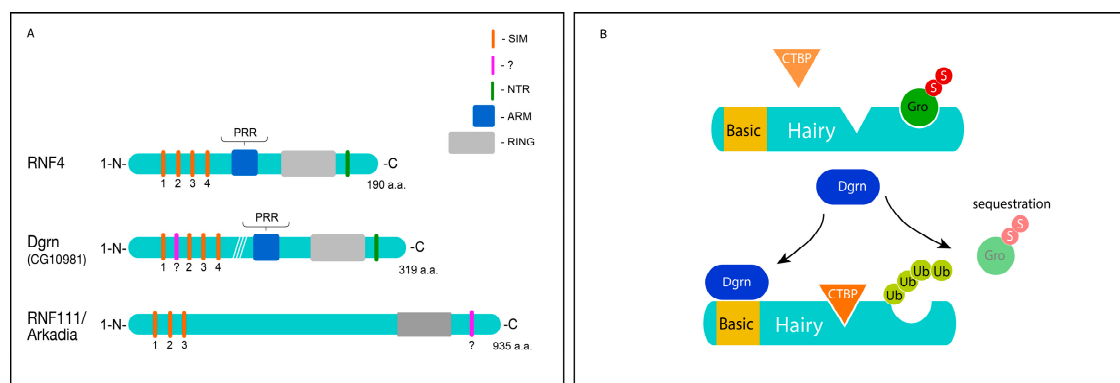 A
- SIM
- ?
- NTR
- ARM
- RING
PRR
RNF4
1-N-
-C
1 2 3 4
190 a.a.
PRR
Dgrn
(CG10981)
1-N-
-C
1 ? 2 3 4
319 a.a.
RNF111/
Arkadia
1-N-
-C
1 2 3
?
935 a.a.
B
CTBP
S
S
Gro
Basic
Hairy
Dgrn
sequestration
S
S
Gro
Dgrn
CTBP
Ub
Ub
Ub
Ub
Basic
Hairy